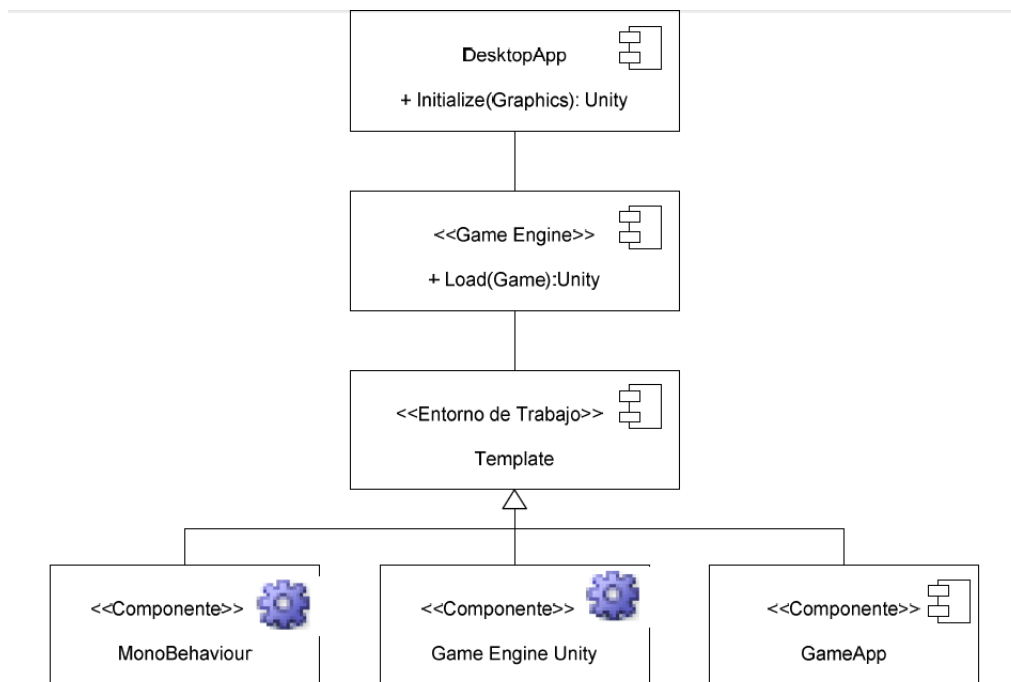 DesktopApp
+ Initialize(Graphics): Unity
<<Game Engine>>
+ Load(Game):Unity
<<Entorno de Trabajo>>
Template
<<Componente>>
MonoBehaviour
<<Componente>>
Game Engine Unity
<<Componente>>
GameApp